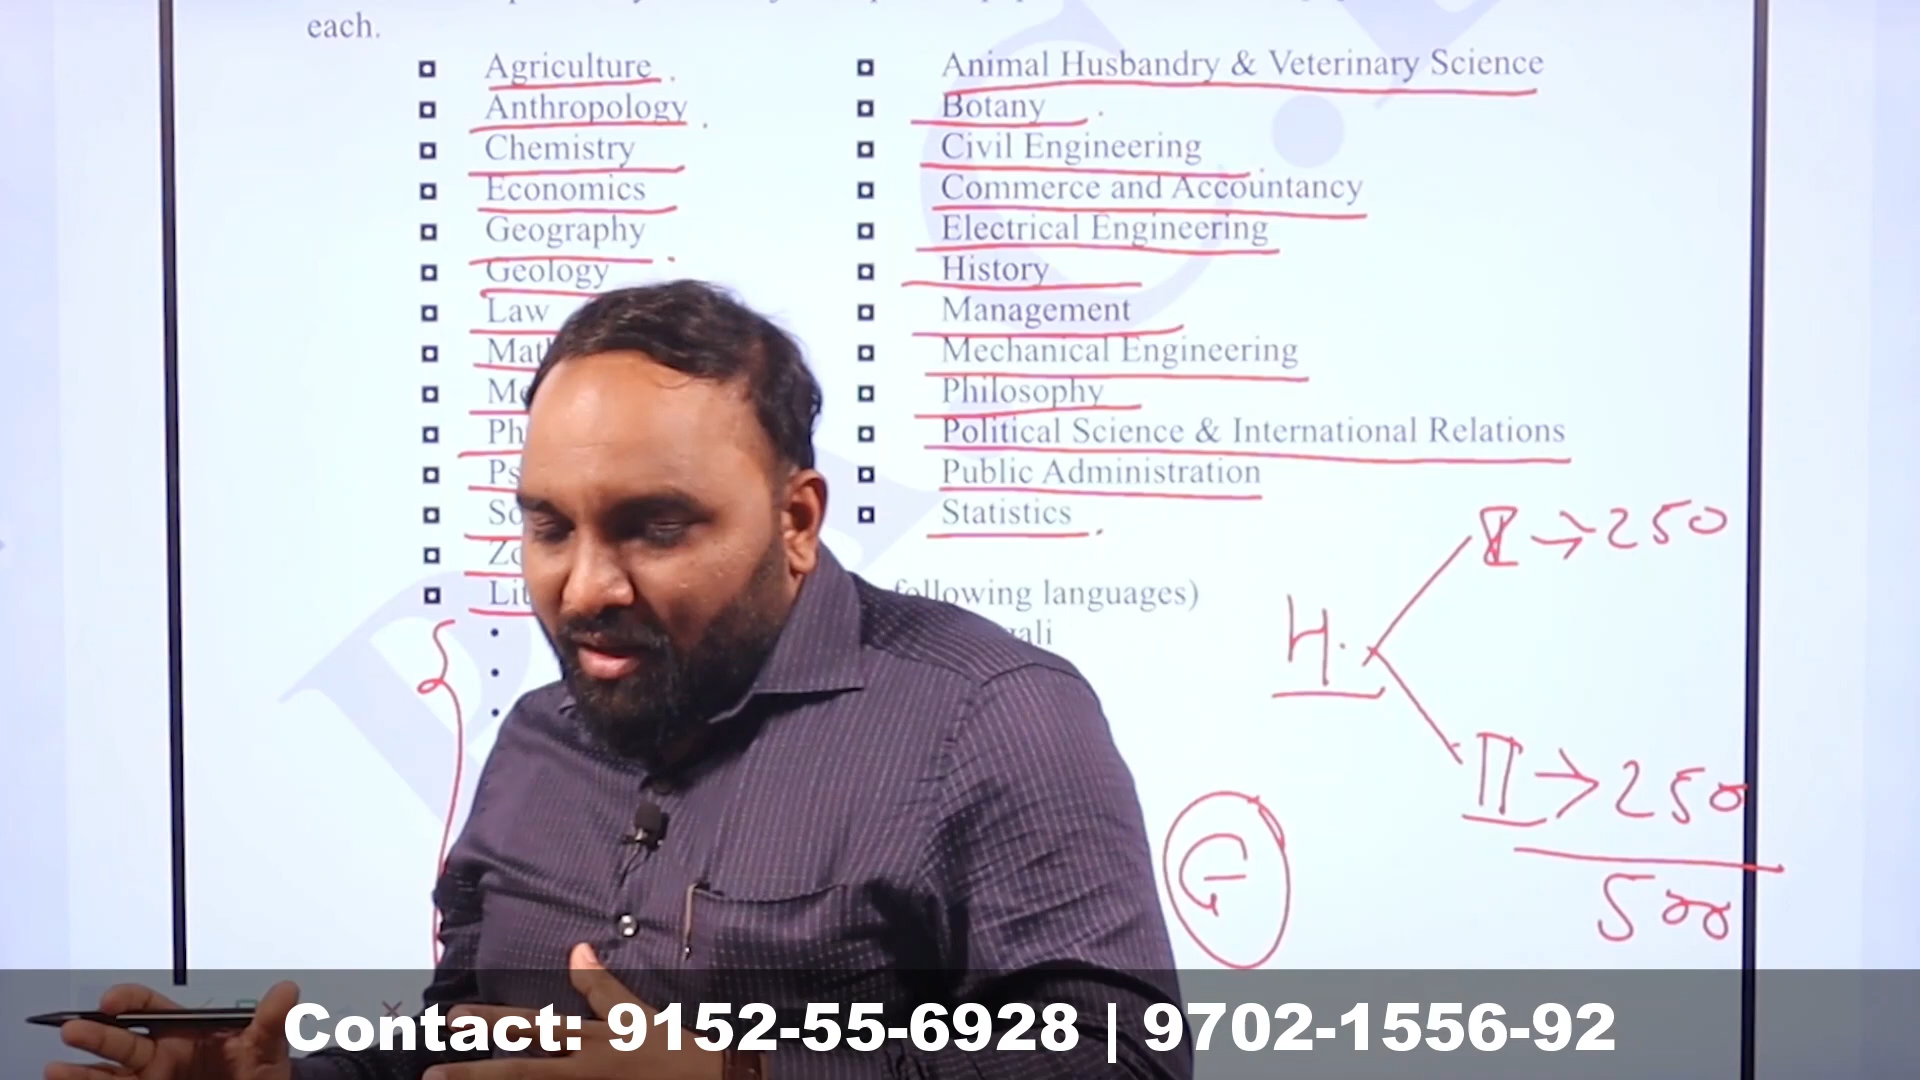 each.
Agriculture Animal Husbandry & Veterinary Science
Anthropology Botany
Chemistry Civil Engineering
Economics Commerce and Accountancy
Geography Electrical Engineering
Geology History
Law Management
Mechanical Engineering
Philosophy
Political Science & International Relations
Public Administration
Statistics
following languages)
I → 250
H.
II → 250
500
G
Contact: 9152-55-6928 | 9702-1556-92